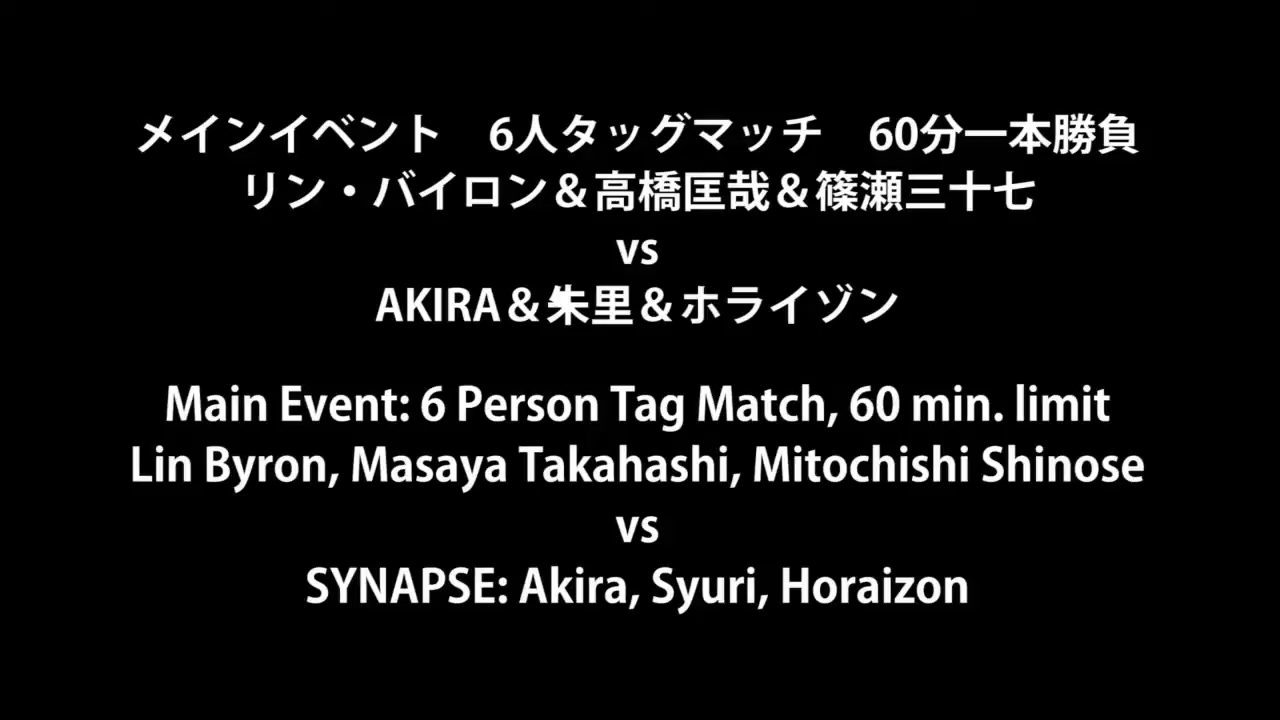 メインイベント　6人タッグマッチ　60分一本勝負
リン・バイロン＆高橋匡哉＆篠瀬三十七
vs
AKIRA＆朱里＆ホライゾン
Main Event: 6 Person Tag Match, 60 min. limit
Lin Byron, Masaya Takahashi, Mitochishi Shinose
vs
SYNAPSE: Akira, Syuri, Horaizon